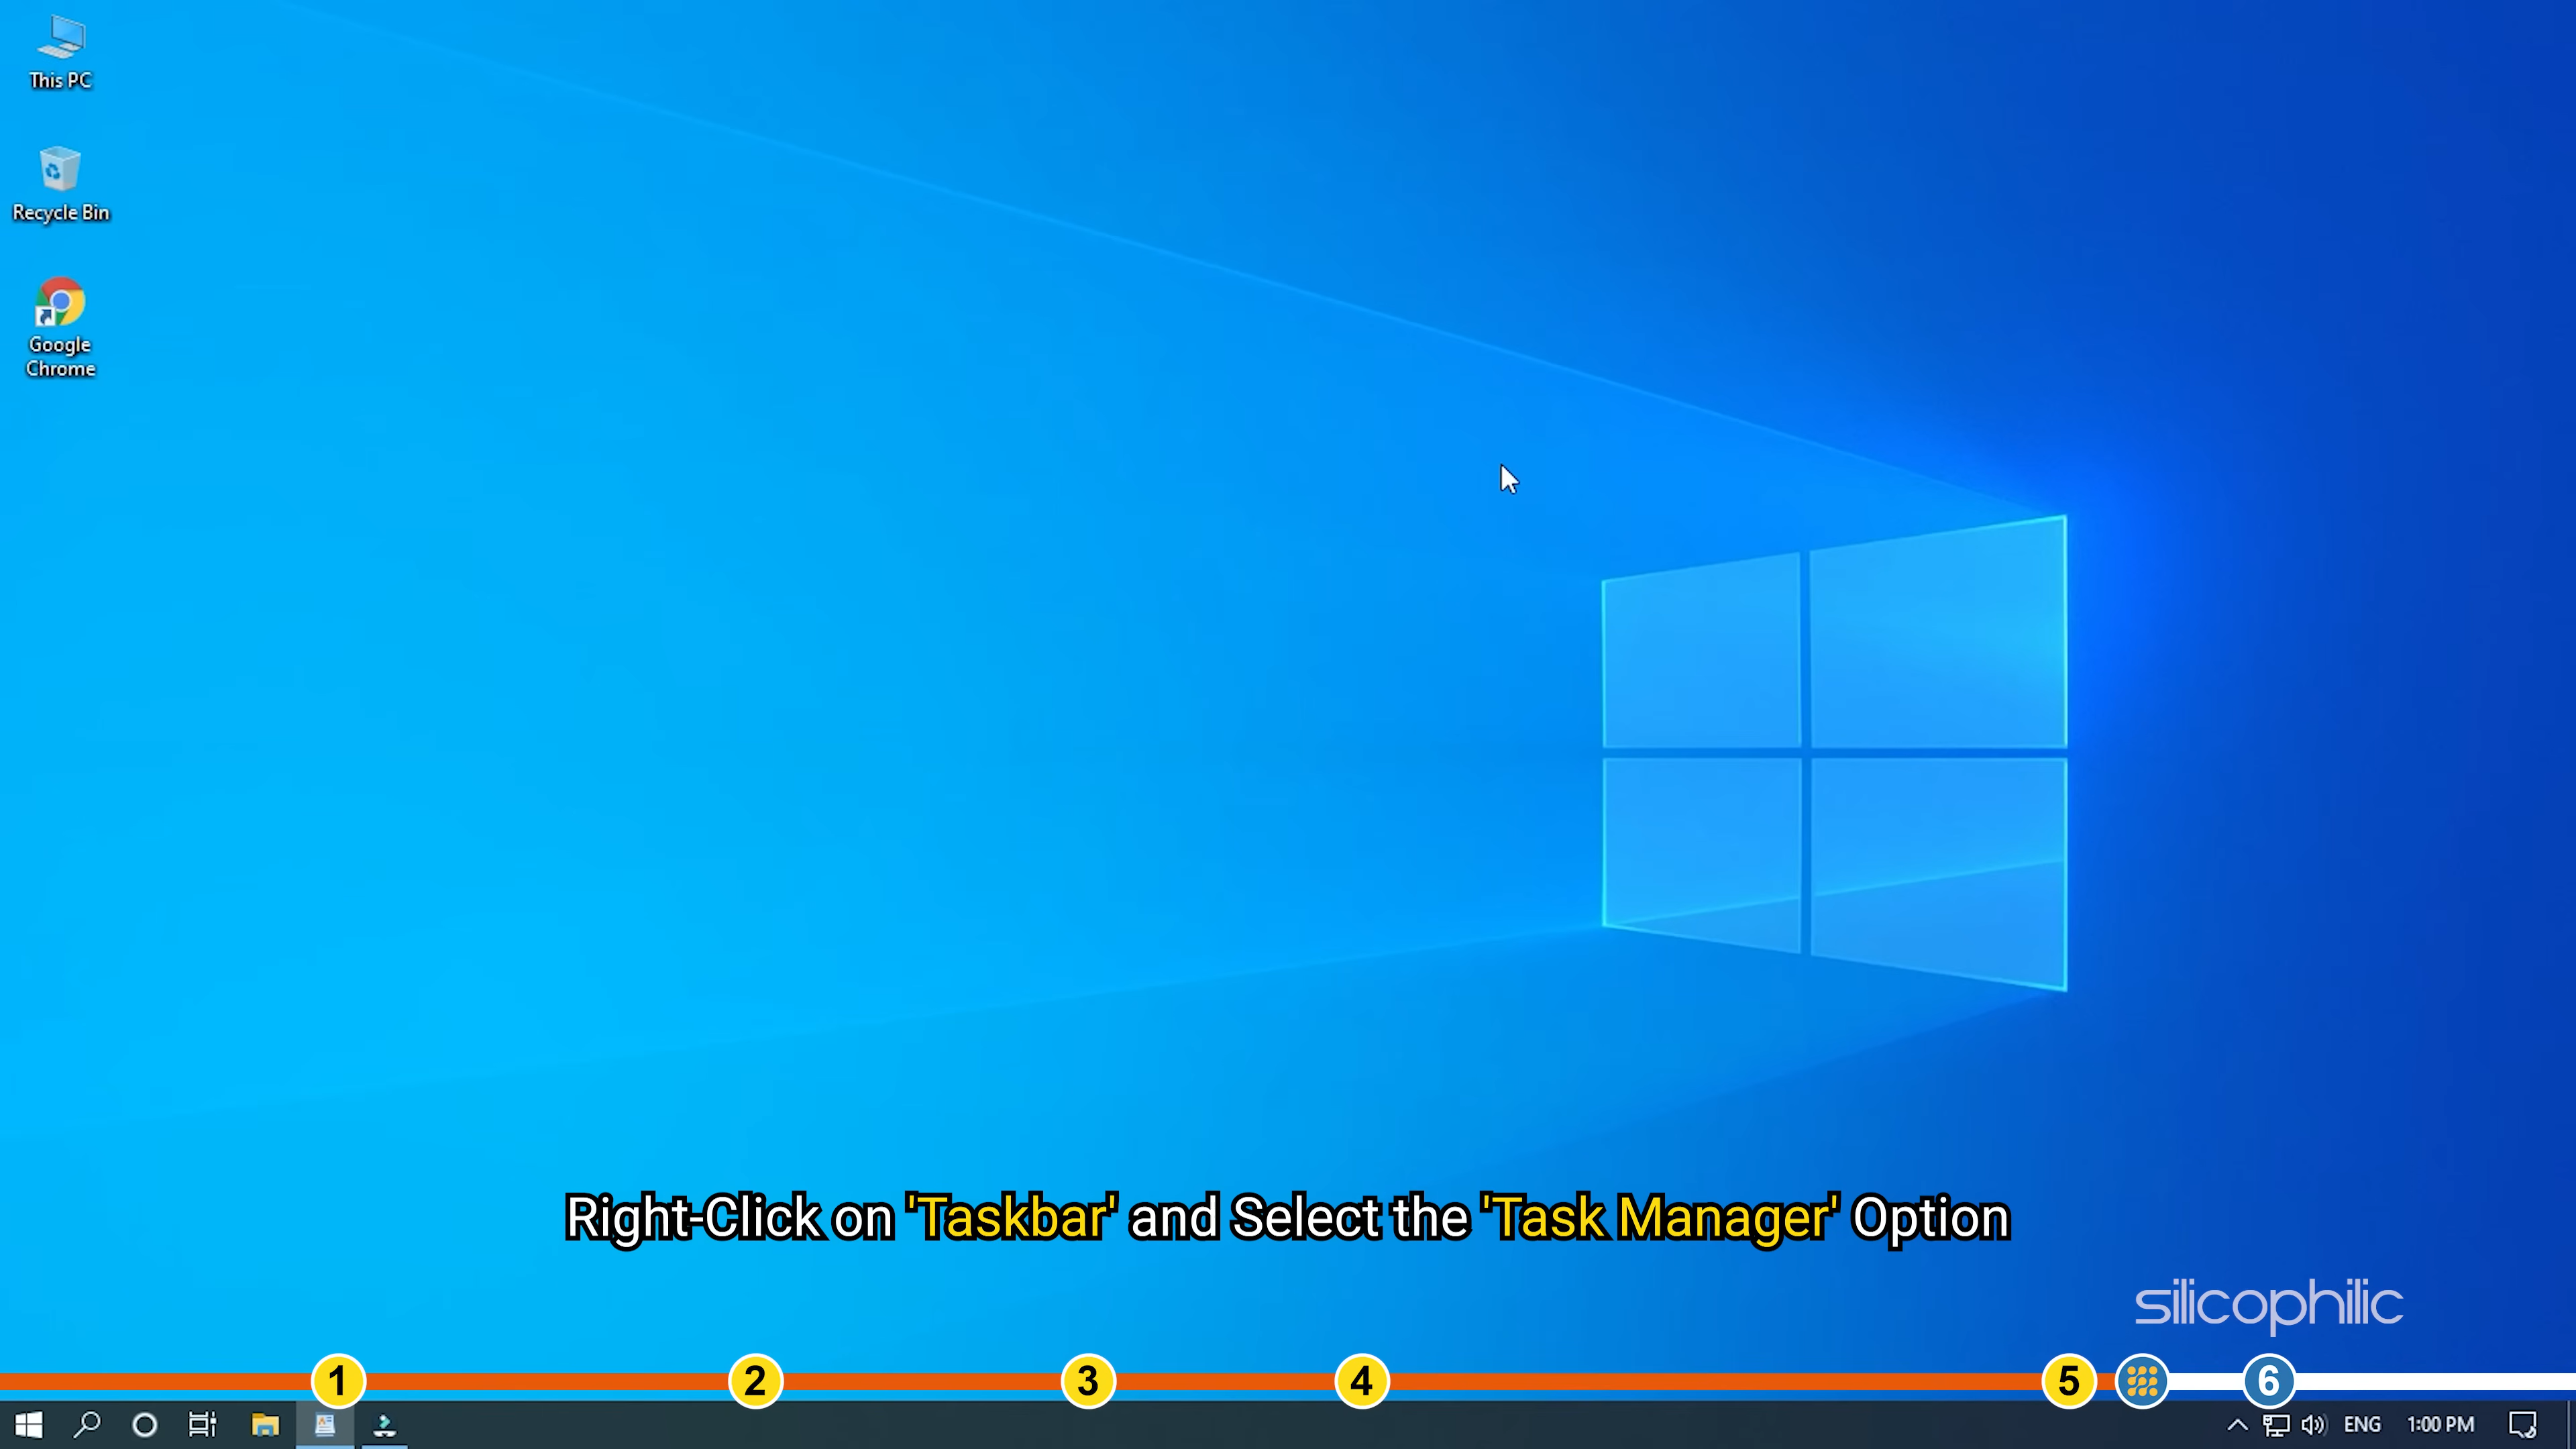 This PC
Recycle Bin
Google
Chrome
Right-Click on 'Taskbar' and Select the 'Task Manager' Option
silicophilic
1 2 3 4 5 6
ENG 1:00 PM